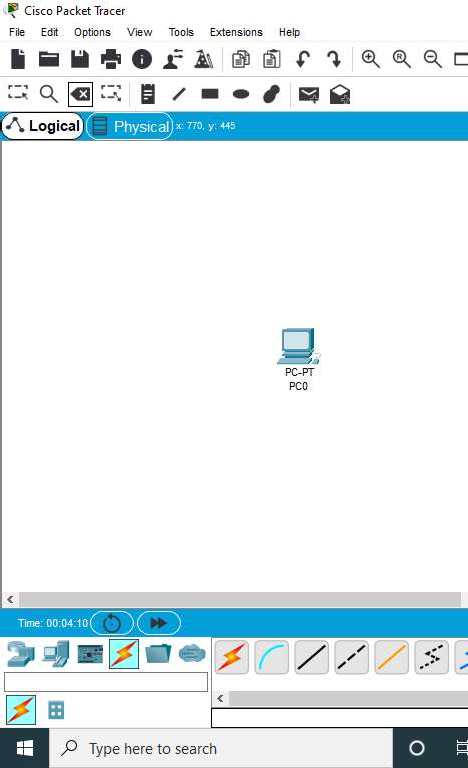 Cisco Packet Tracer
File Edit Options View Tools Extensions Help
R
Logical Physical x: 770, y: 445
PC-PT
PC0
Time: 00:04:10
Type here to search